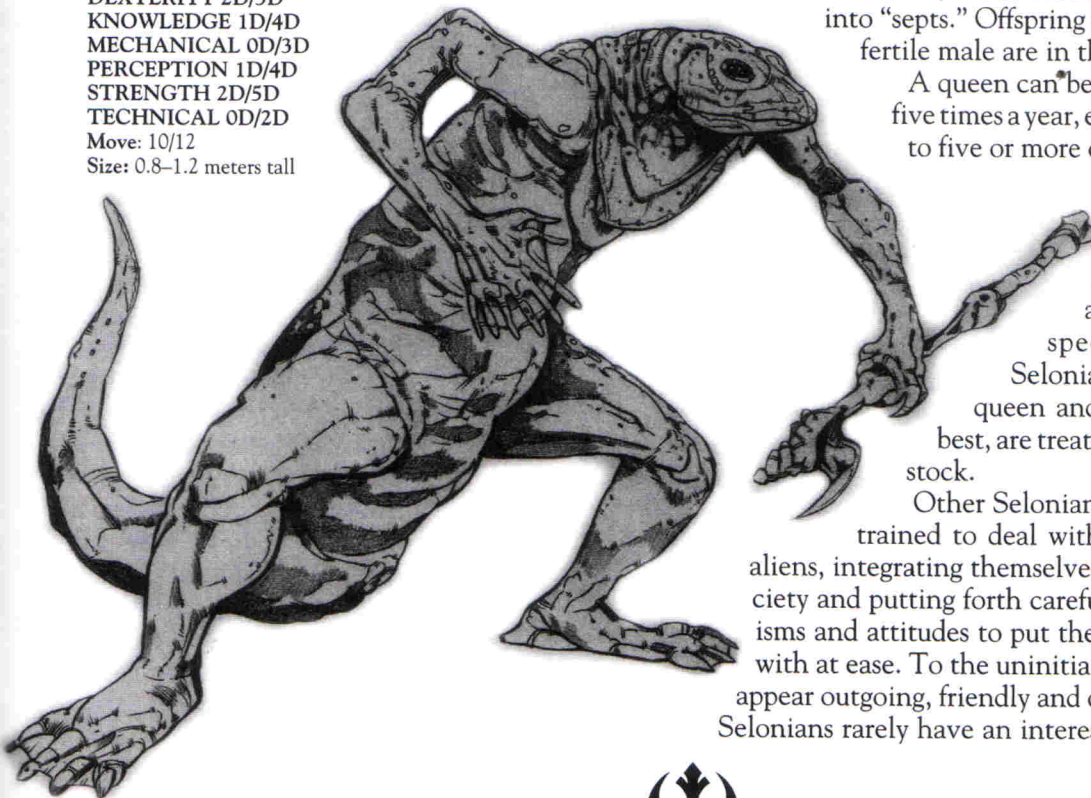 KNOWLEDGE 1D/4D
MECHANICAL 0D/3D
PERCEPTION 1D/4D
STRENGTH 2D/5D
TECHNICAL 0D/2D
Move: 10/12
Size: 0.8–1.2 meters tall
into “septs.” Offspring
fertile male are in th
A queen can be
five times a year, e
to five or more
a
spe
Selonia
queen and
best, are treat
stock.
Other Selonian
trained to deal with
aliens, integrating themselve
ciety and putting forth carefu
isms and attitudes to put the
with at ease. To the uninitia
appear outgoing, friendly and
Selonians rarely have an intere